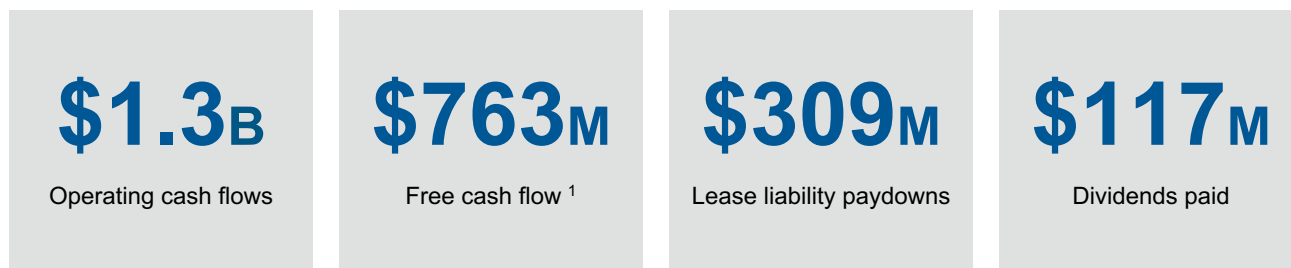 $1.3B
Operating cash flows
$763M
Free cash flow 1
$309M
Lease liability paydowns
$117M
Dividends paid